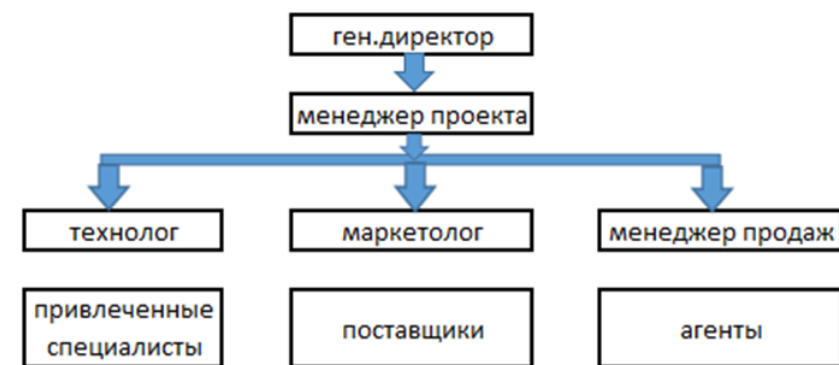 ген.директор
менеджер проекта
технолог
маркетолог
менеджер продаж
привлеченные
специалисты
поставщики
агенты